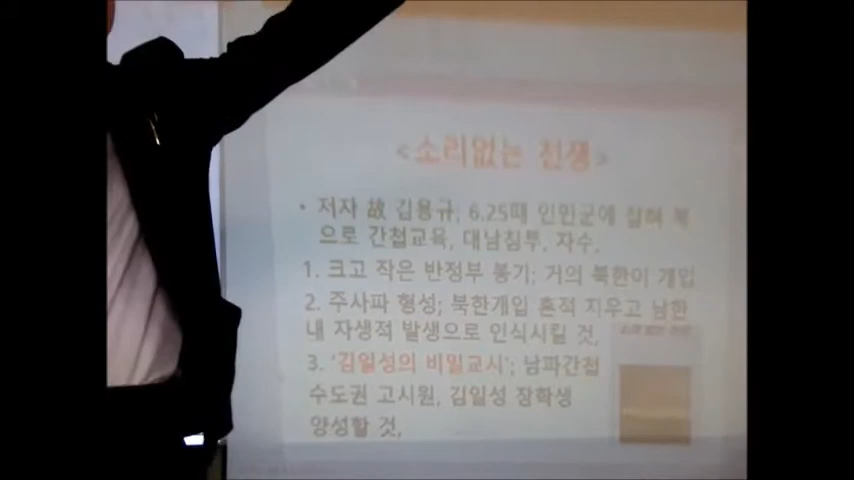 <소리없는 전쟁>
• 저자 故 김용규, 6.25때 인민군에 잡혀 북
으로 간첩교육, 대남침투, 자수.
1. 크고 작은 반정부 봉기; 거의 북한이 개입
2. 주사파 형성; 북한개입 흔적 지우고 남한
내 자생적 발생으로 인식시킬 것,
3. '김일성의 비밀교시'; 남파간첩
수도권 고시원, 김일성 장학생
양성할 것,